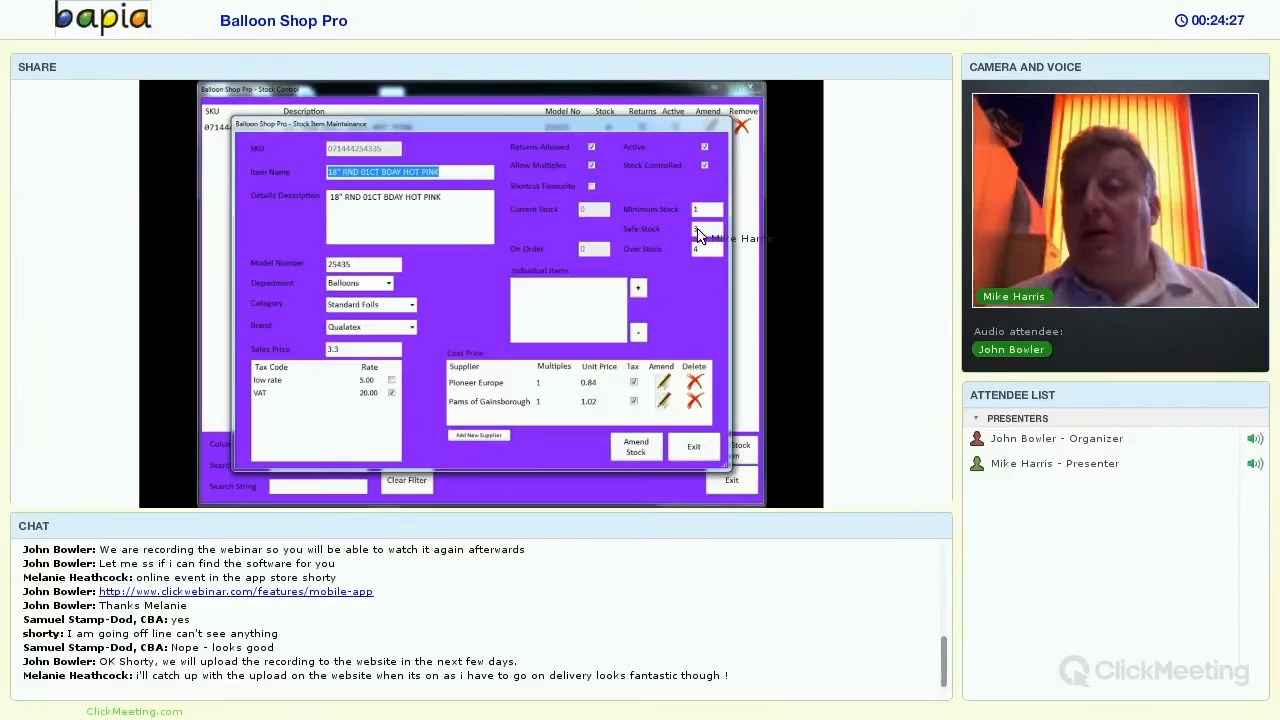 bapia
Balloon Shop Pro
00:24:27
SHARE
Balloon Shop Pro - Stock Control
SKU Description Model No Stock Returns Active Amend Remove
Balloon Shop Pro - Stock Item Maintainance
SKU 071444254335
Item Name 18" RND 01CT BDAY HOT PINK
Details Description 18" RND 01CT BDAY HOT PINK
Model Number 25435
Department Balloons
Category Standard Foils
Brand Qualatex
Sales Price 3.3
Tax Code Rate
low rate 5.00
VAT 20.00
Returns Allowed Active
Allow Multiples Stock Controlled
Shortcut Favourite
Current Stock 0 Minimum Stock 1
Safe Stock
Mike Harris
On Order 0 Over Stock 4
Individual Items
+
-
Cost Price
Supplier Multiples Unit Price Tax Amend Delete
Pioneer Europe 1 0.84
Pams of Gainsborough 1 1.02
Add New Supplier
Amend Stock
Exit
Search String
Clear Filter
Stock
Exit
CAMERA AND VOICE
Mike Harris
Audio attendee:
John Bowler
ATTENDEE LIST
PRESENTERS
John Bowler - Organizer
Mike Harris - Presenter
CHAT
John Bowler: We are recording the webinar so you will be able to watch it again afterwards
John Bowler: Let me ss if i can find the software for you
Melanie Heathcock: online event in the app store shorty
John Bowler: http://www.clickwebinar.com/features/mobile-app
John Bowler: Thanks Melanie
Samuel Stamp-Dod, CBA: yes
shorty: I am going off line can't see anything
Samuel Stamp-Dod, CBA: Nope - looks good
John Bowler: OK Shorty, we will upload the recording to the website in the next few days.
Melanie Heathcock: i'll catch up with the upload on the website when its on as i have to go on delivery looks fantastic though !
ClickMeeting
ClickMeeting.com